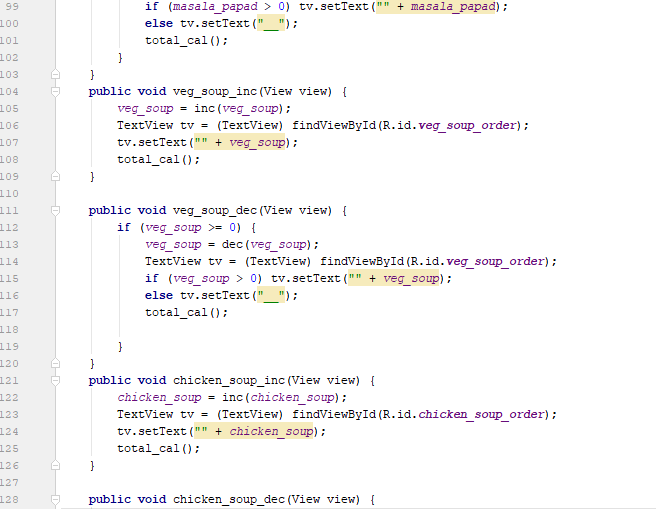 99 if (masala_papad > 0) tv.setText("" + masala_papad);
100 else tv.setText("__");
101 total_cal();
102 }
103 }
104 public void veg_soup_inc(View view) {
105 veg_soup = inc(veg_soup);
106 TextView tv = (TextView) findViewById(R.id.veg_soup_order);
107 tv.setText("" + veg_soup);
108 total_cal();
109 }
110
111 public void veg_soup_dec(View view) {
112 if (veg_soup >= 0) {
113 veg_soup = dec(veg_soup);
114 TextView tv = (TextView) findViewById(R.id.veg_soup_order);
115 if (veg_soup > 0) tv.setText("" + veg_soup);
116 else tv.setText("__");
117 total_cal();
118
119 }
120 }
121 public void chicken_soup_inc(View view) {
122 chicken_soup = inc(chicken_soup);
123 TextView tv = (TextView) findViewById(R.id.chicken_soup_order);
124 tv.setText("" + chicken_soup);
125 total_cal();
126 }
127
128 public void chicken_soup_dec(View view) {